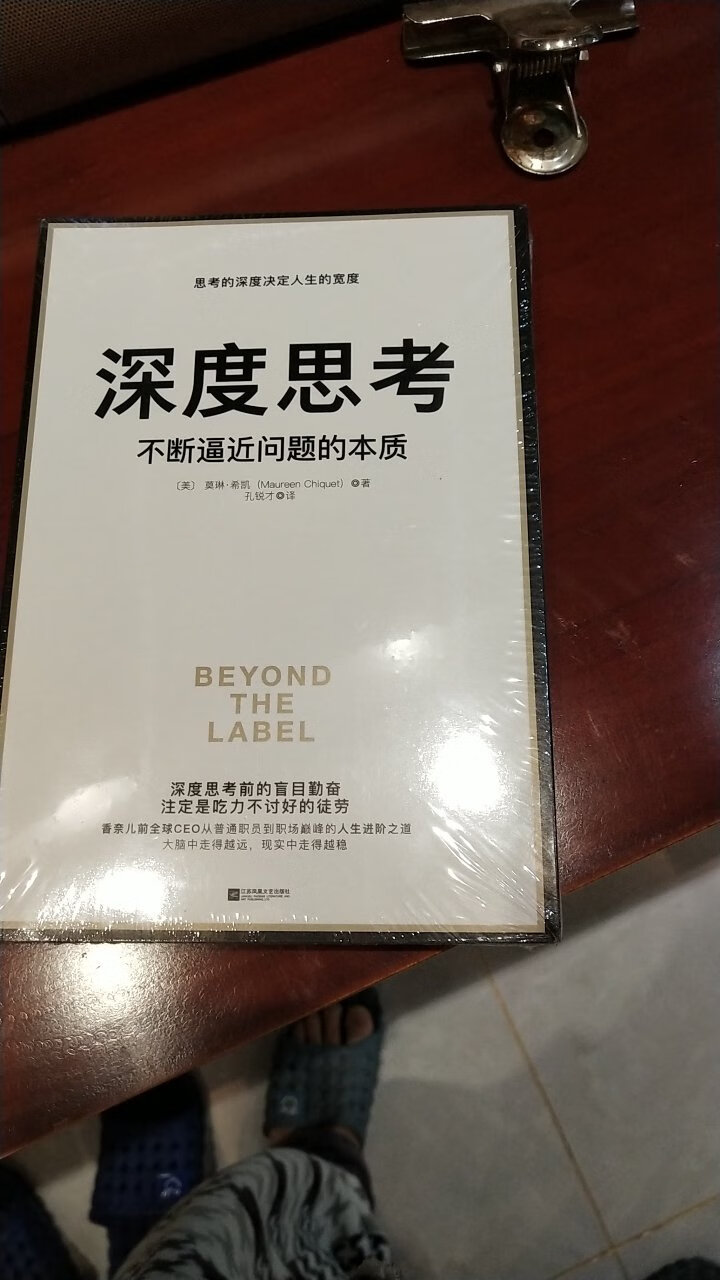 思考的深度决定人生的宽度
深度思考
不断逼近问题的本质
〔美〕 莫琳·希凯（Maureen Chiquet）◎著
孔锐才◎译
BEYOND
THE
LABEL
深度思考前的盲目勤奋
注定是吃力不讨好的徒劳
香奈儿前全球CEO从普通职员到职场巅峰的人生进阶之道
大脑中走得越远，现实中走得越稳
江苏凤凰文艺出版社